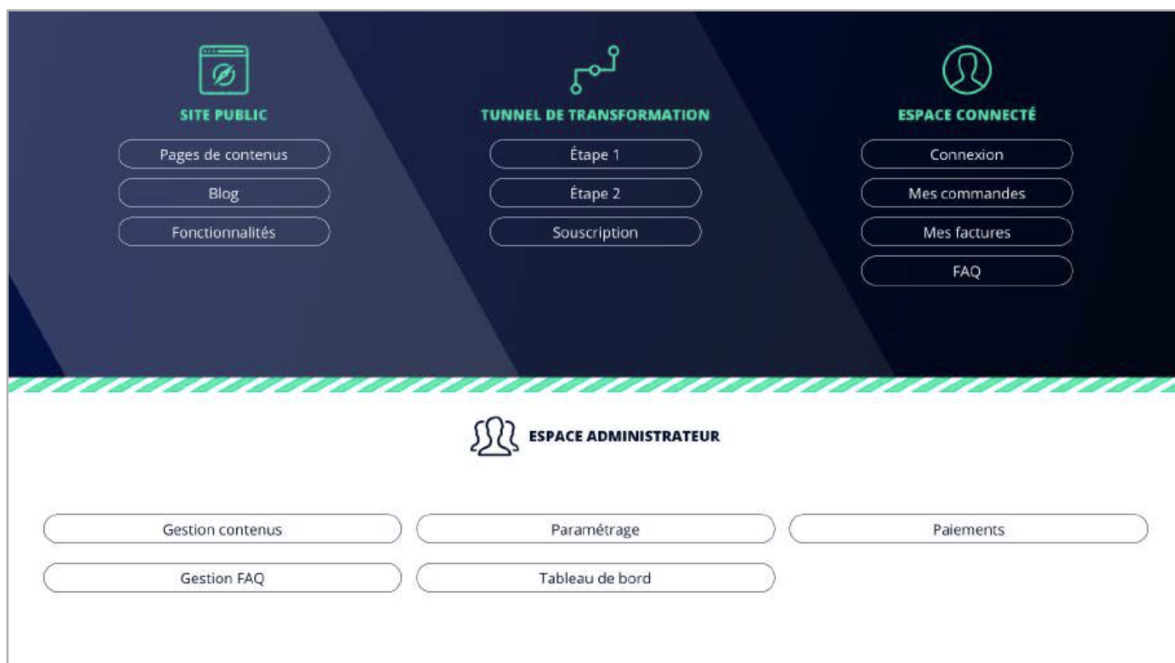 SITE PUBLIC
Pages de contenus
Blog
Fonctionnalités
TUNNEL DE TRANSFORMATION
Étape 1
Étape 2
Souscription
ESPACE CONNECTÉ
Connexion
Mes commandes
Mes factures
FAQ
ESPACE ADMINISTRATEUR
Gestion contenus
Paramétrage
Paiements
Gestion FAQ
Tableau de bord